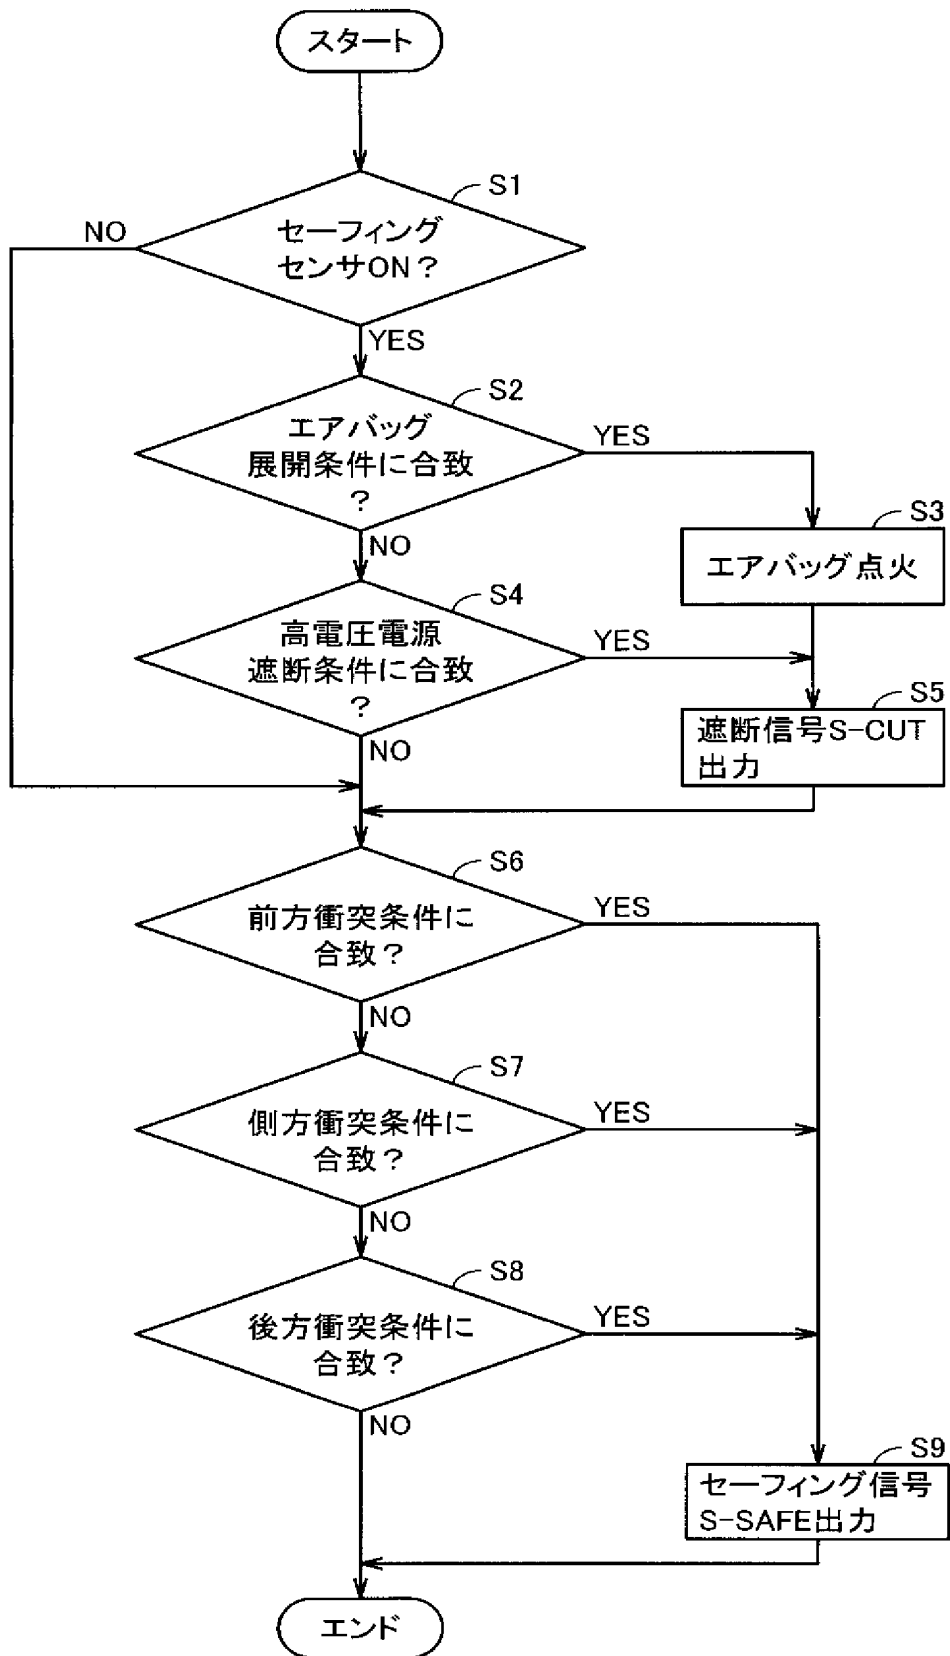 スタート
S1
セーフィング
センサON？
NO
YES
S2
エアバッグ
展開条件に合致
？
YES
NO
S3
エアバッグ点火
S4
高電圧電源
遮断条件に合致
？
YES
NO
S5
遮断信号S-CUT
出力
S6
前方衝突条件に
合致？
YES
NO
S7
側方衝突条件に
合致？
YES
NO
S8
後方衝突条件に
合致？
YES
NO
S9
セーフィング信号
S-SAFE出力
エンド